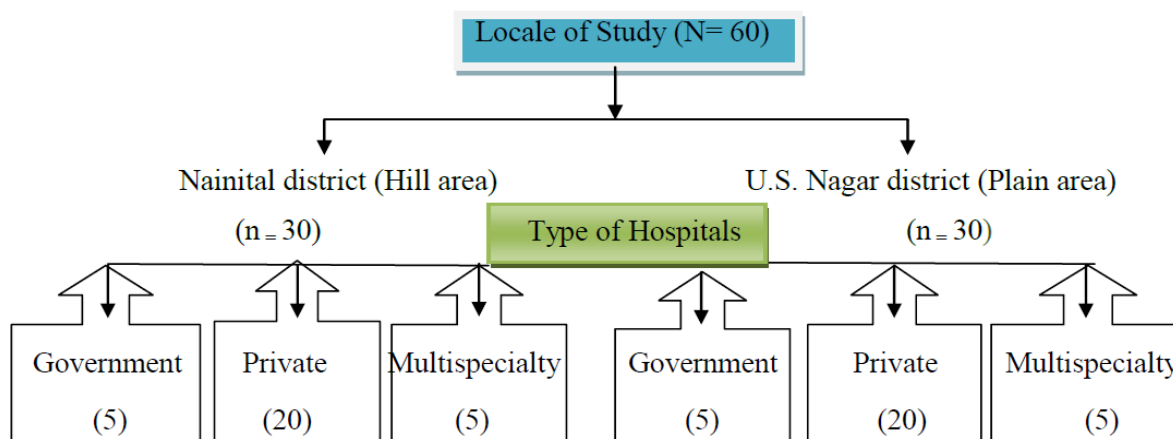 Locale of Study (N= 60)
Nainital district (Hill area)
(n = 30)
U.S. Nagar district (Plain area)
(n = 30)
Type of Hospitals
Government
(5)
Private
(20)
Multispecialty
(5)
Government
(5)
Private
(20)
Multispecialty
(5)